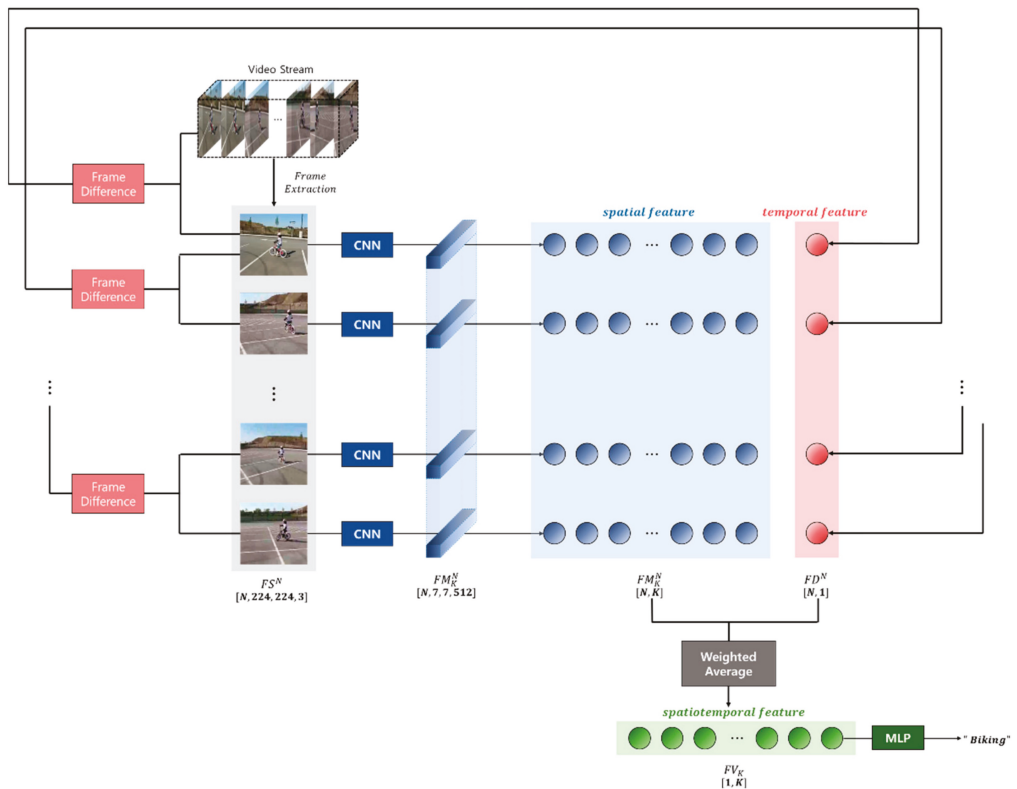 Video Stream
...
Frame
Difference
Frame
Extraction
spatial feature
temporal feature
CNN
...
Frame
Difference
CNN
...
...
...
...
CNN
...
Frame
Difference
CNN
...
FS^N
[N, 224, 224, 3]
FM_K^N
[N, 7, 7, 512]
FM_K^N
[N, K]
FD^N
[N, 1]
Weighted
Average
spatiotemporal feature
...
MLP
"Biking"
FV_K
[1, K]